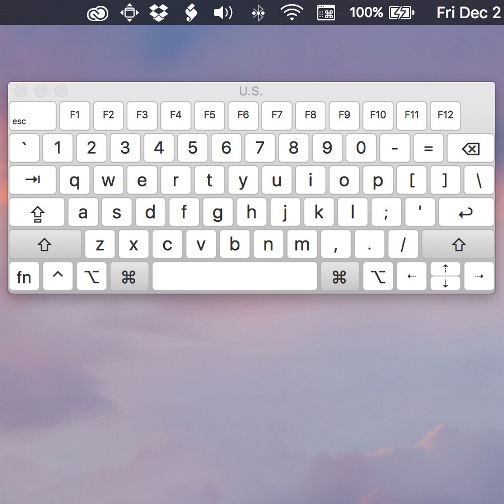 100% Fri Dec 2
U.S.
esc F1 F2 F3 F4 F5 F6 F7 F8 F9 F10 F11 F12
` 1 2 3 4 5 6 7 8 9 0 - = ⌫
⇥ q w e r t y u i o p [ ] \
⇪ a s d f g h j k l ; ' ↩
⇧ z x c v b n m , . / ⇧
fn ^ ⌥ ⌘ ⌘ ⌥ ⇠ ⇡ ⇣ ⇢